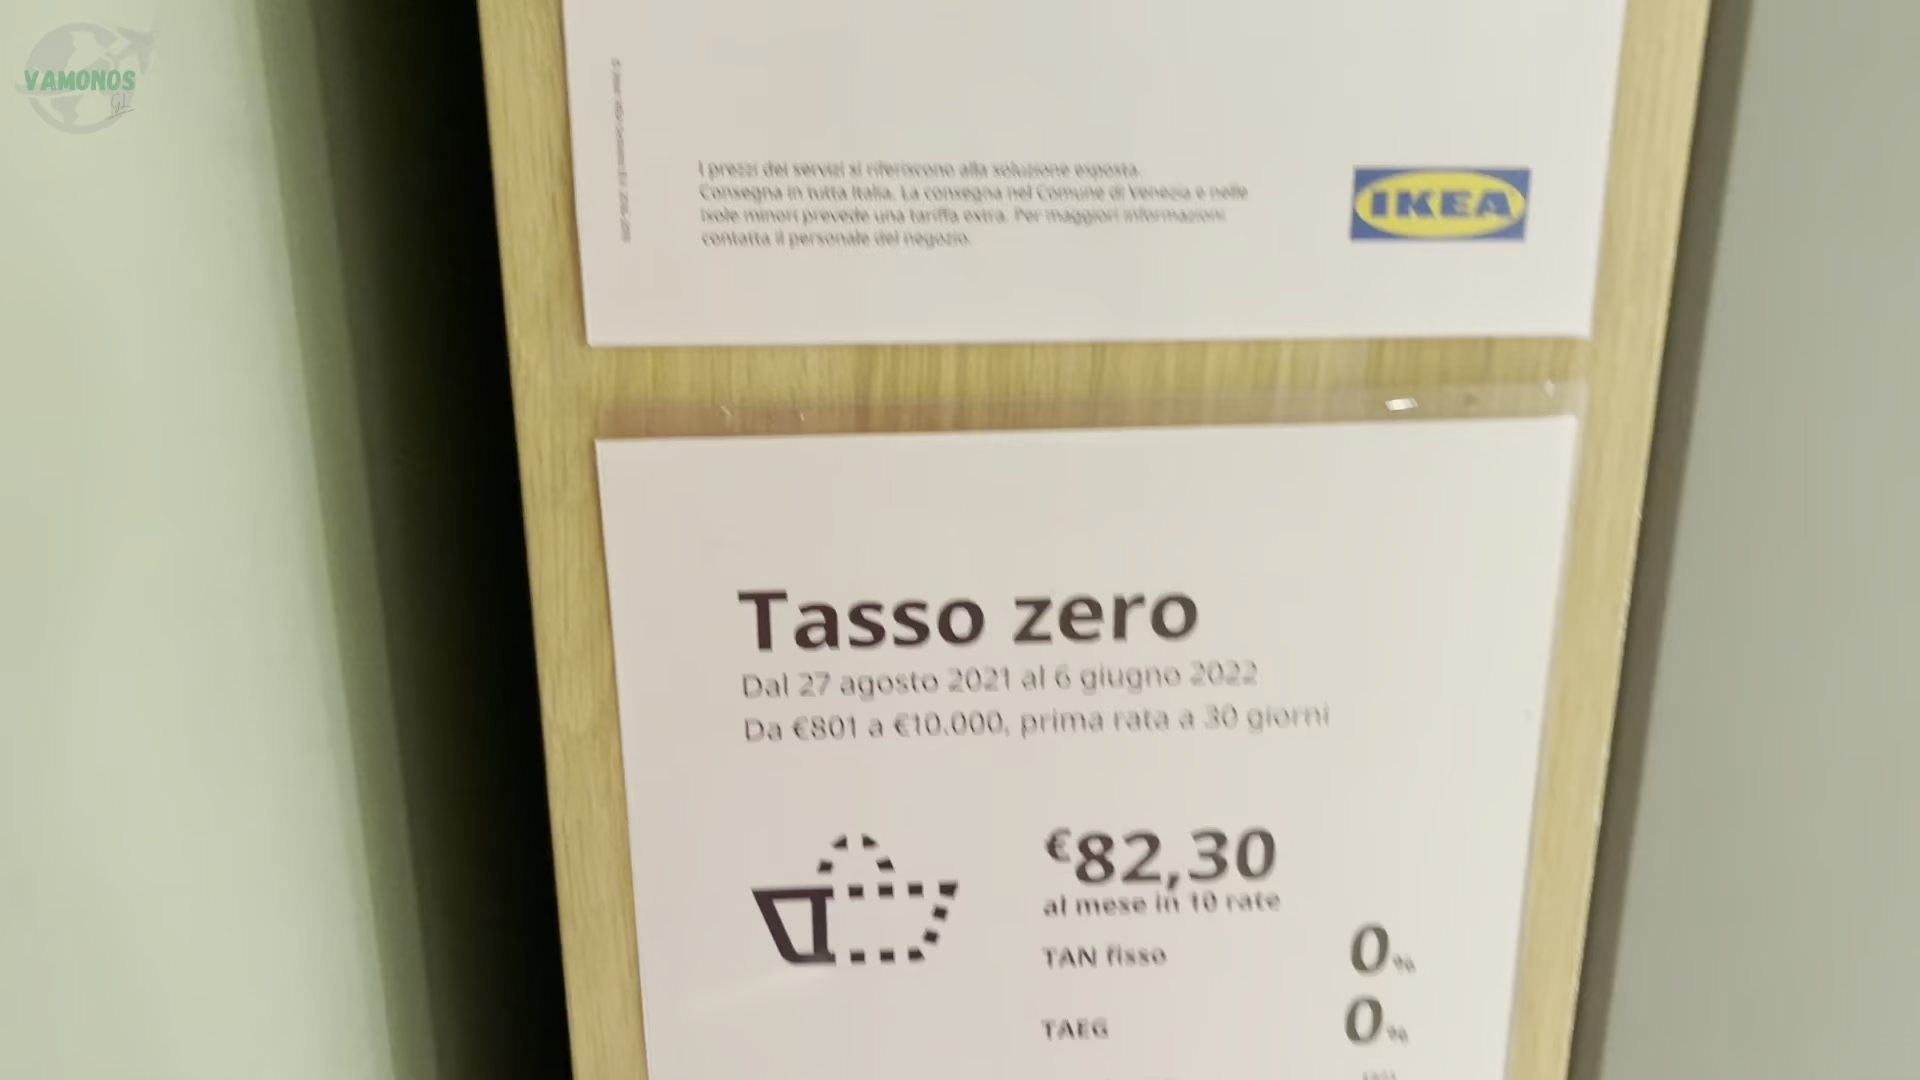 VAMONOS
GL
I prezzi dei servizi si riferiscono alla soluzione esposta.
Consegna in tutta Italia. La consegna nel Comune di Venezia e nelle
isole minori prevede una tariffa extra. Per maggiori informazioni
contatta il personale del negozio.
IKEA
Tasso zero
Dal 27 agosto 2021 al 6 giugno 2022
Da €801 a €10.000, prima rata a 30 giorni
€82,30
al mese in 10 rate
TAN fisso 0%
TAEG 0%